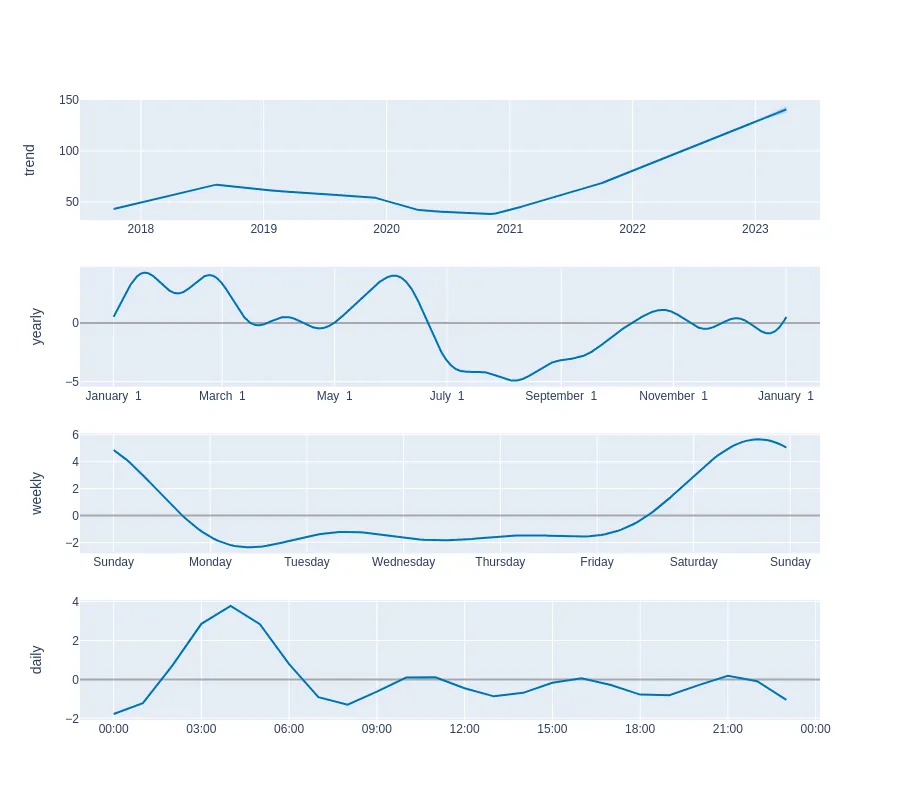 150
100
50
trend
2018 2019 2020 2021 2022 2023
0
−5
yearly
January 1 March 1 May 1 July 1 September 1 November 1 January 1
6
4
2
0
−2
weekly
Sunday Monday Tuesday Wednesday Thursday Friday Saturday Sunday
4
2
0
−2
daily
00:00 03:00 06:00 09:00 12:00 15:00 18:00 21:00 00:00